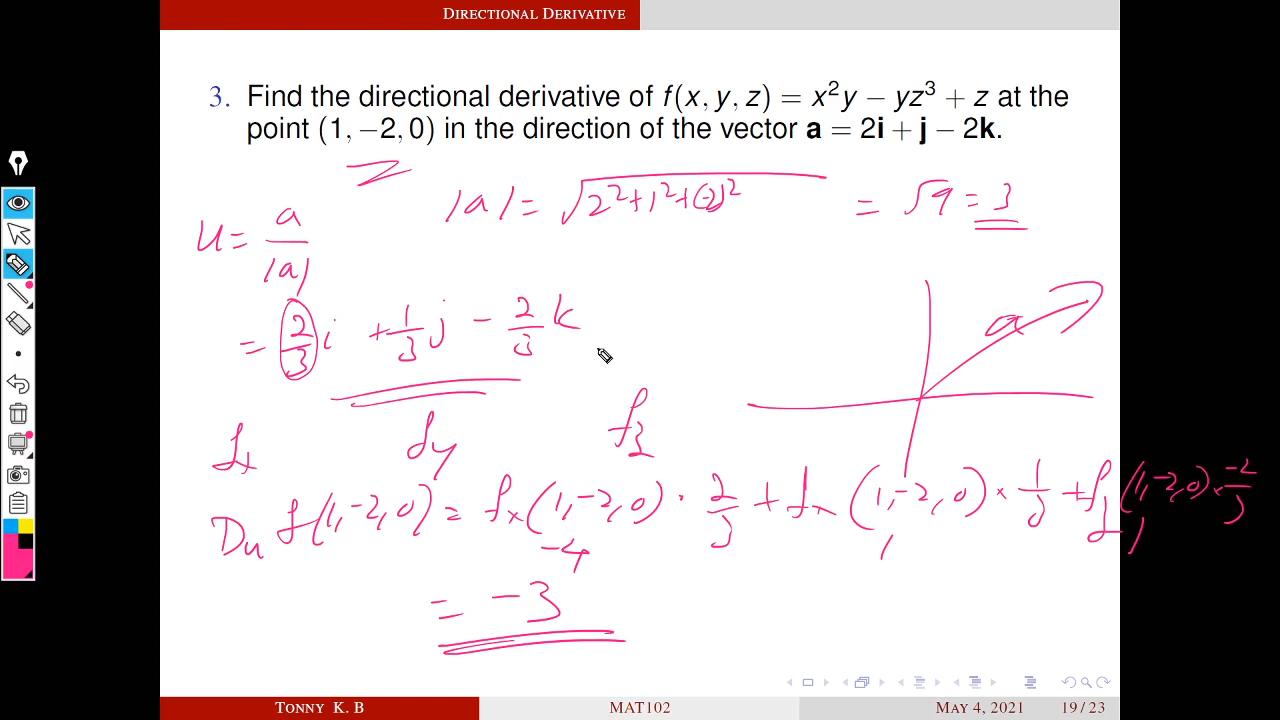 DIRECTIONAL DERIVATIVE
3. Find the directional derivative of f(x, y, z) = x²y − yz³ + z at the
point (1, −2, 0) in the direction of the vector a = 2i + j − 2k.
|a| = √2²+1²+(-2)² = √9 = 3
u = a/|a|
= 2/3 i + 1/3 j - 2/3 k
a
fx fy fz
Du f(1,-2,0) = fx(1,-2,0) · 2/3 + fx (1,-2,0) × 1/3 + fz(1,-2,0) × -2/3
-4 1 1
= -3
TONNY K. B MAT102 MAY 4, 2021 19 / 23